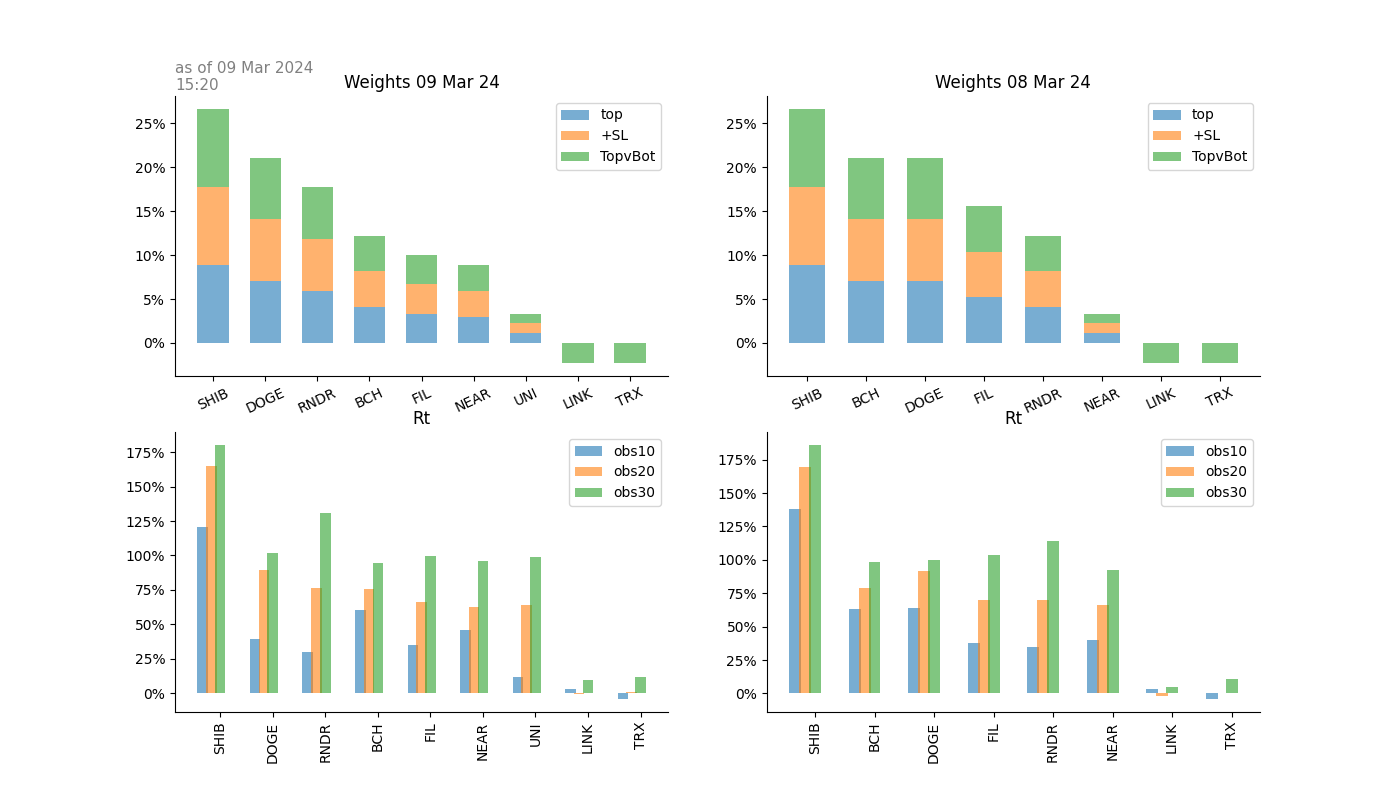 as of 09 Mar 2024
15:20
Weights 09 Mar 24
25%
20%
15%
10%
5%
0%
top
+SL
TopvBot
SHIB DOGE RNDR BCH FIL NEAR UNI LINK TRX
Weights 08 Mar 24
25%
20%
15%
10%
5%
0%
top
+SL
TopvBot
SHIB BCH DOGE FIL RNDR NEAR LINK TRX
Rt
175%
150%
125%
100%
75%
50%
25%
0%
obs10
obs20
obs30
SHIB DOGE RNDR BCH FIL NEAR UNI LINK TRX
Rt
175%
150%
125%
100%
75%
50%
25%
0%
obs10
obs20
obs30
SHIB BCH DOGE FIL RNDR NEAR LINK TRX